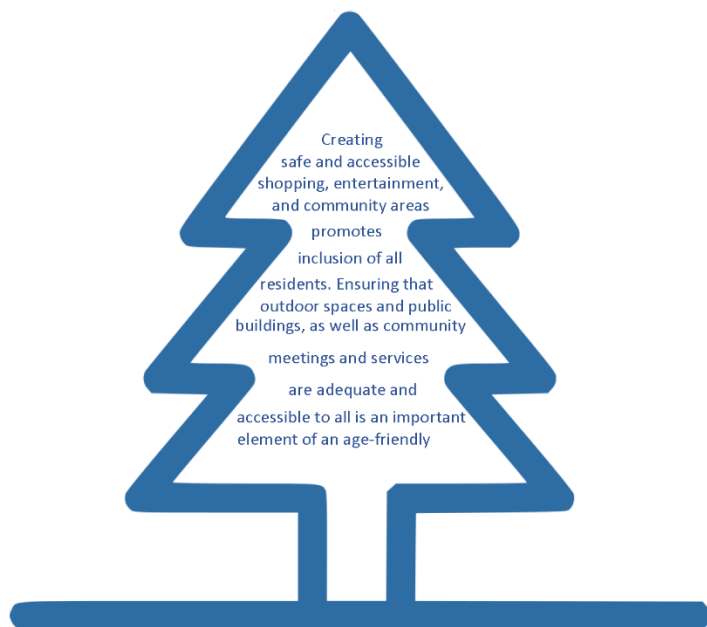 Creating
safe and accessible
shopping, entertainment,
and community areas
promotes
inclusion of all
residents. Ensuring that
outdoor spaces and public
buildings, as well as community
meetings and services
are adequate and
accessible to all is an important
element of an age-friendly